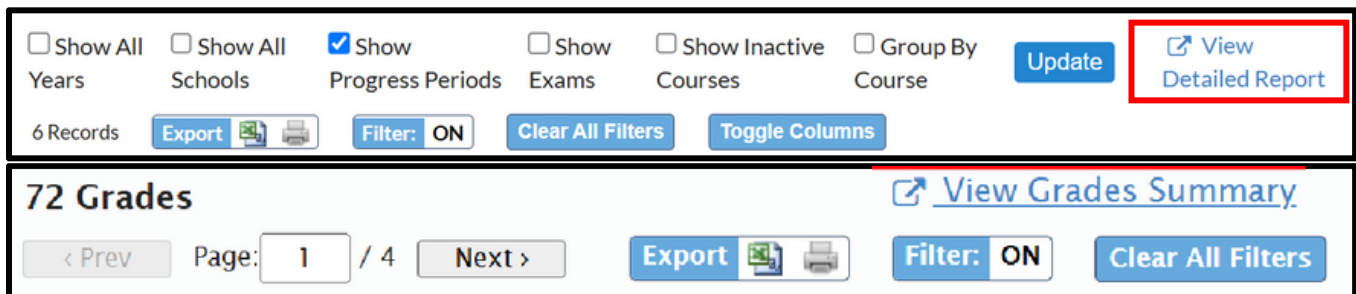 Show All Years Show All Schools Show Progress Periods Show Exams Show Inactive Courses Group By Course Update View Detailed Report
6 Records Export Filter: ON Clear All Filters Toggle Columns
72 Grades View Grades Summary
‹ Prev Page: 1 / 4 Next ›  Export Filter: ON Clear All Filters